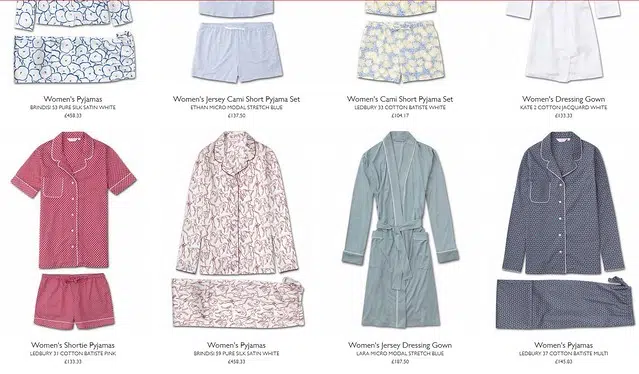 Women's Pyjamas
BRINDISI 53 PURE SILK SATIN WHITE
£458.33
Women's Jersey Cami Short Pyjama Set
ETHAN MICRO MODAL STRETCH BLUE
£137.50
Women's Cami Short Pyjama Set
LEDBURY 33 COTTON BATISTE WHITE
£104.17
Women's Dressing Gown
KATE 2 COTTON JACQUARD WHITE
£133.33
Women's Shortie Pyjamas
LEDBURY 31 COTTON BATISTE PINK
£133.33
Women's Pyjamas
BRINDISI 59 PURE SILK SATIN WHITE
£458.33
Women's Jersey Dressing Gown
LARA MICRO MODAL STRETCH BLUE
£187.50
Women's Pyjamas
LEDBURY 37 COTTON BATISTE MULTI
£145.83